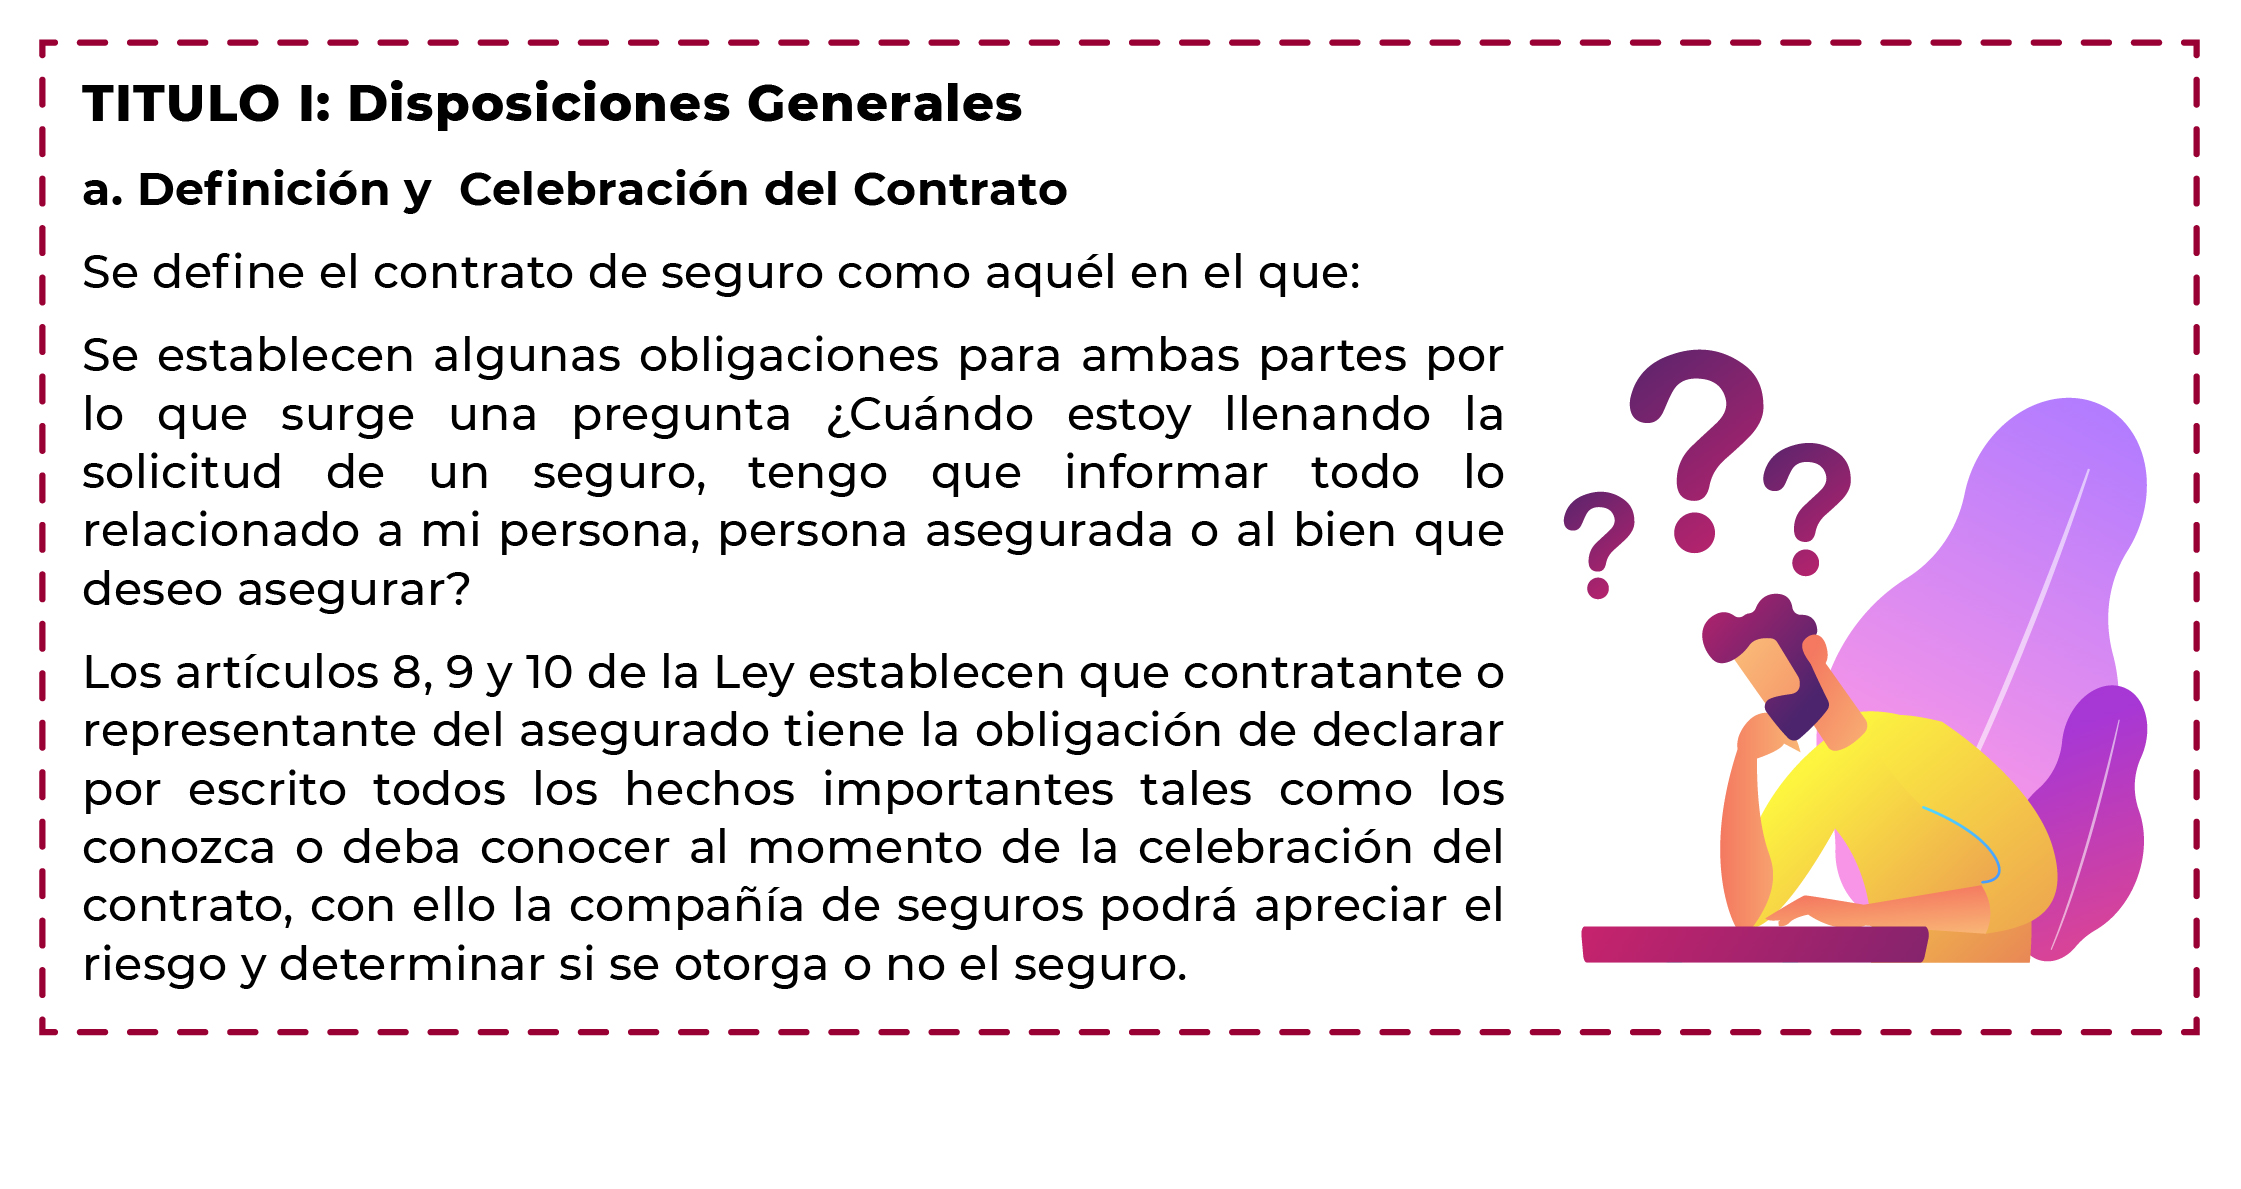 TITULO I: Disposiciones Generales
a. Definición y  Celebración del Contrato
Se define el contrato de seguro como aquél en el que:
Se establecen algunas obligaciones para ambas partes por
lo que surge una pregunta ¿Cuándo estoy llenando la
solicitud de un seguro, tengo que informar todo lo
relacionado a mi persona, persona asegurada o al bien que
deseo asegurar?
Los artículos 8, 9 y 10 de la Ley establecen que contratante o
representante del asegurado tiene la obligación de declarar
por escrito todos los hechos importantes tales como los
conozca o deba conocer al momento de la celebración del
contrato, con ello la compañía de seguros podrá apreciar el
riesgo y determinar si se otorga o no el seguro.